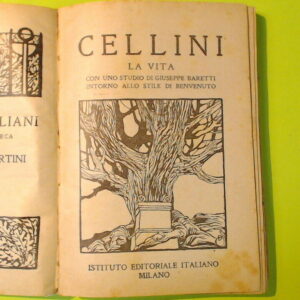 LIANI
ECA
RTINI
CELLINI
LA VITA
CON UNO STUDIO DI GIUSEPPE BARETTI
INTORNO ALLO STILE DI BENVENUTO
ISTITUTO EDITORIALE ITALIANO
MILANO